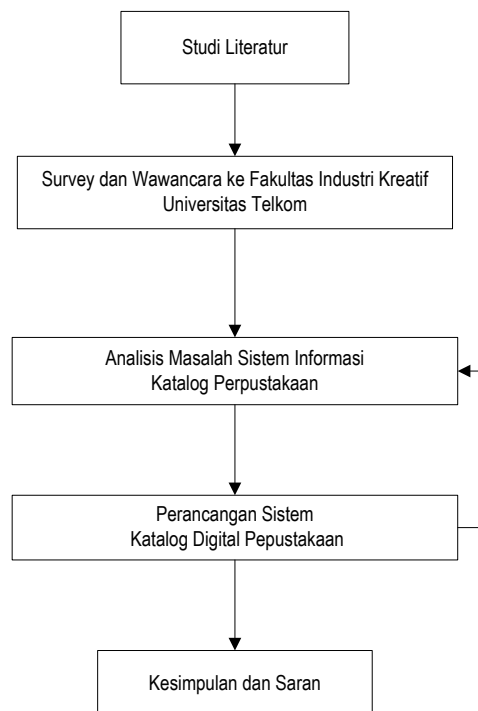 Studi Literatur
Survey dan Wawancara ke Fakultas Industri Kreatif
Universitas Telkom
Analisis Masalah Sistem Informasi
Katalog Perpustakaan
Perancangan Sistem
Katalog Digital Pepustakaan
Kesimpulan dan Saran